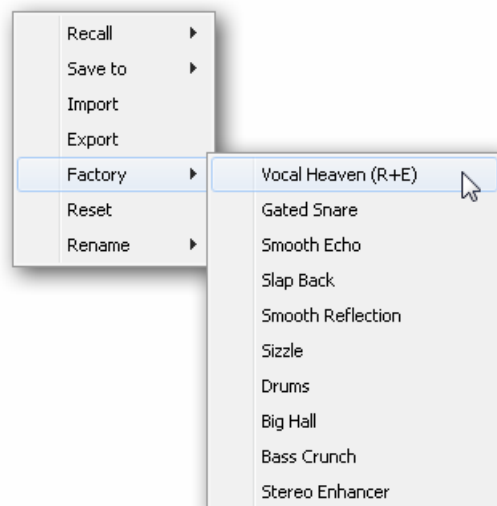 Recall
Save to
Import
Export
Factory
Reset
Rename
Vocal Heaven (R+E)
Gated Snare
Smooth Echo
Slap Back
Smooth Reflection
Sizzle
Drums
Big Hall
Bass Crunch
Stereo Enhancer